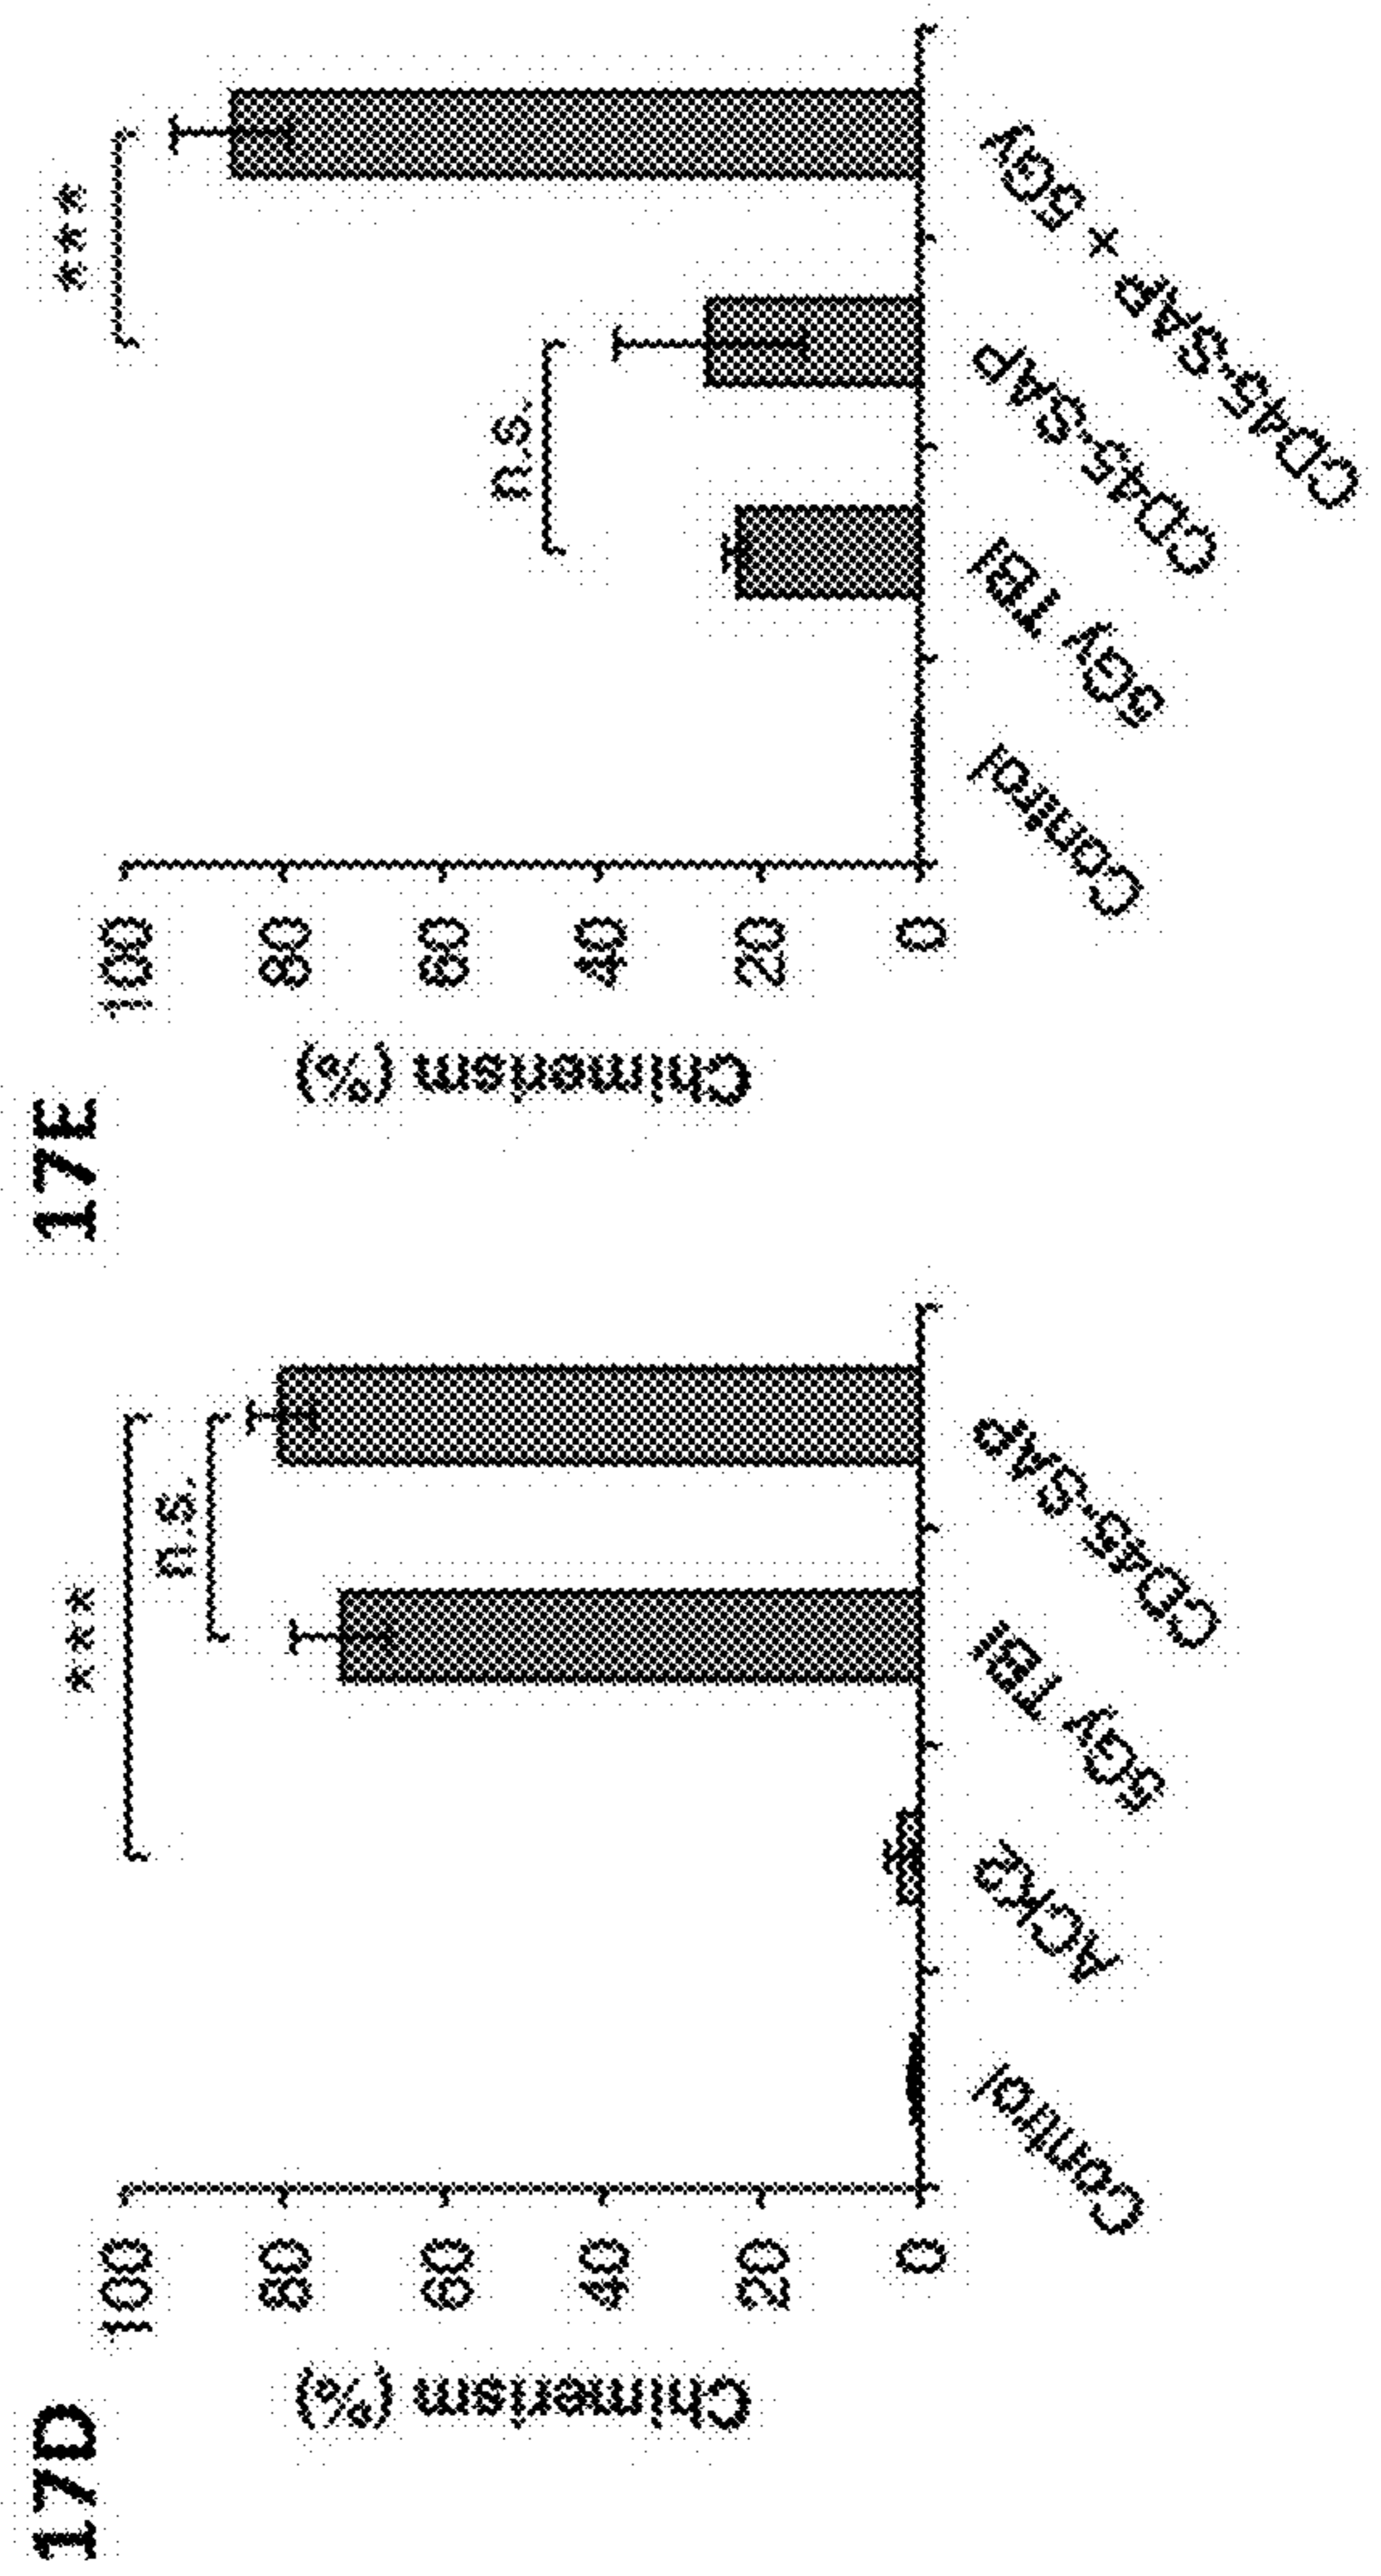 17D
Chimerism (%)
100
80
60
40
20
0
***
n.s.
Control
ACK2
5Gy TBI
CD45-SAP
17E
Chimerism (%)
100
80
60
40
20
0
***
n.s.
Control
5Gy TBI
CD45-SAP
CD45-SAP + 5Gy